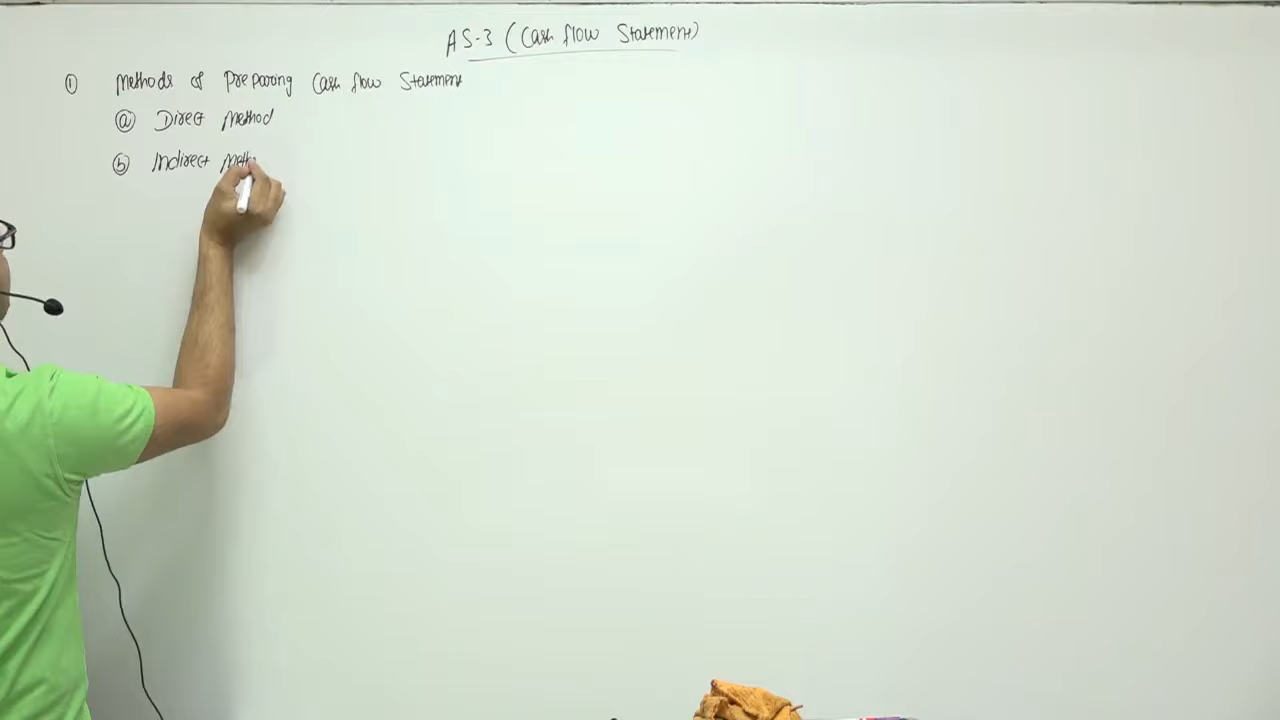 AS-3 (Cash flow Statement)
① Methods of Preparing Cash flow Statement
ⓐ Direct Method
ⓑ Indirect Meth